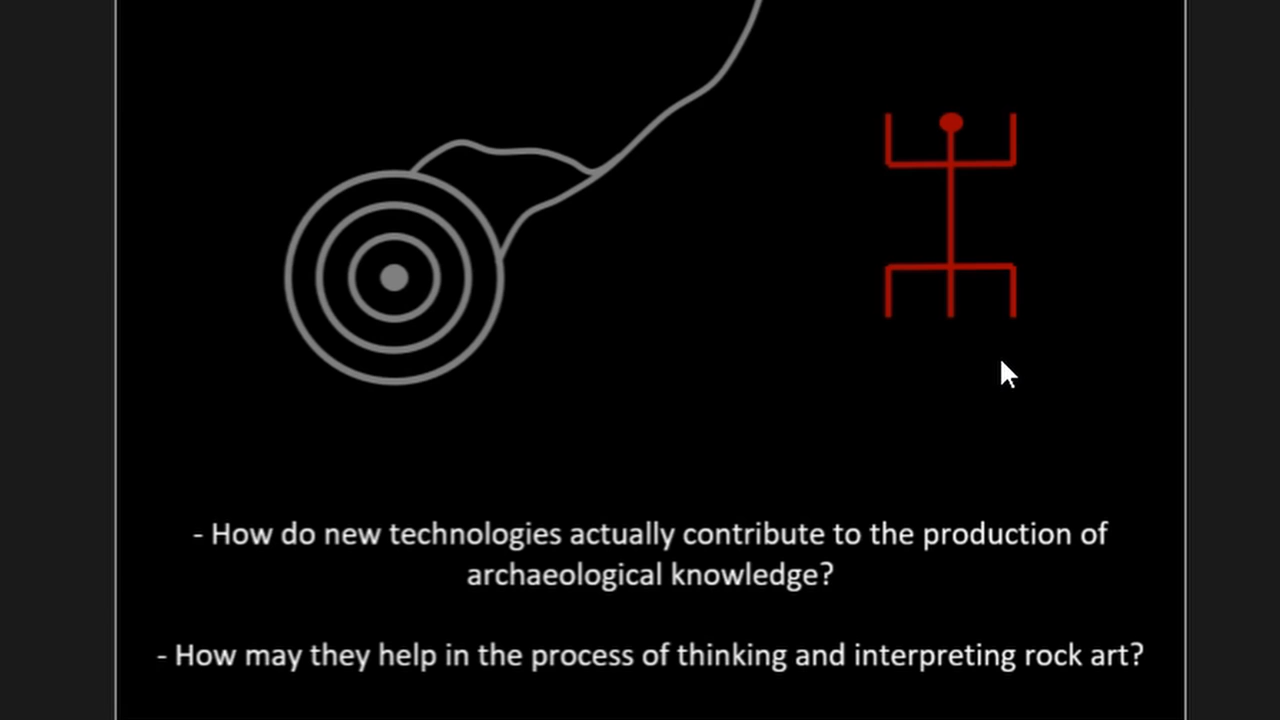 - How do new technologies actually contribute to the production of
archaeological knowledge?
- How may they help in the process of thinking and interpreting rock art?